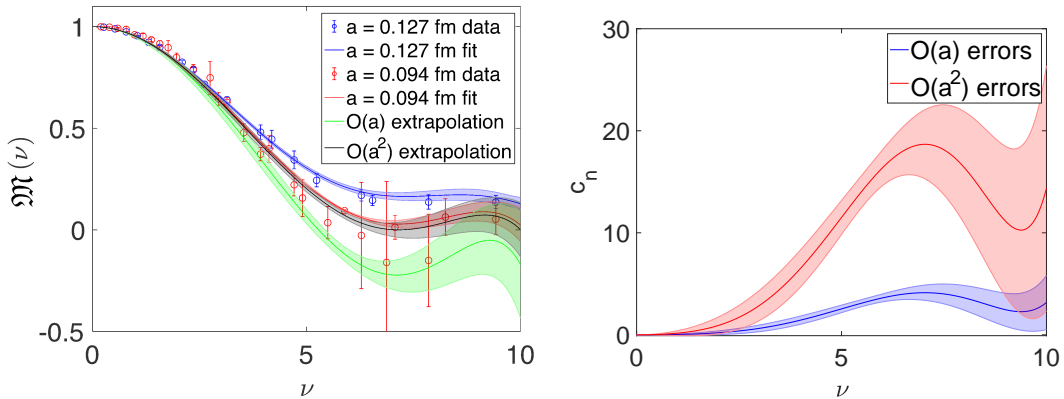 1
0.5
0
-0.5
0
5
10
𝔐(ν)
ν
a = 0.127 fm data
a = 0.127 fm fit
a = 0.094 fm data
a = 0.094 fm fit
O(a) extrapolation
O(a²) extrapolation
30
20
10
0
0
5
10
cₙ
ν
O(a) errors
O(a²) errors